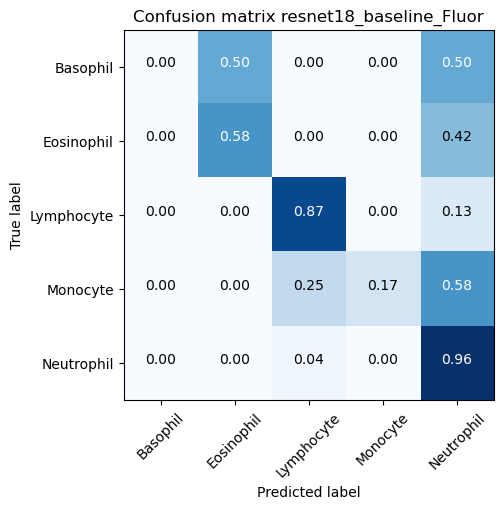 Confusion matrix resnet18_baseline_Fluor
True label
Basophil 0.00 0.50 0.00 0.00 0.50
Eosinophil 0.00 0.58 0.00 0.00 0.42
Lymphocyte 0.00 0.00 0.87 0.00 0.13
Monocyte 0.00 0.00 0.25 0.17 0.58
Neutrophil 0.00 0.00 0.04 0.00 0.96
Basophil Eosinophil Lymphocyte Monocyte Neutrophil
Predicted label